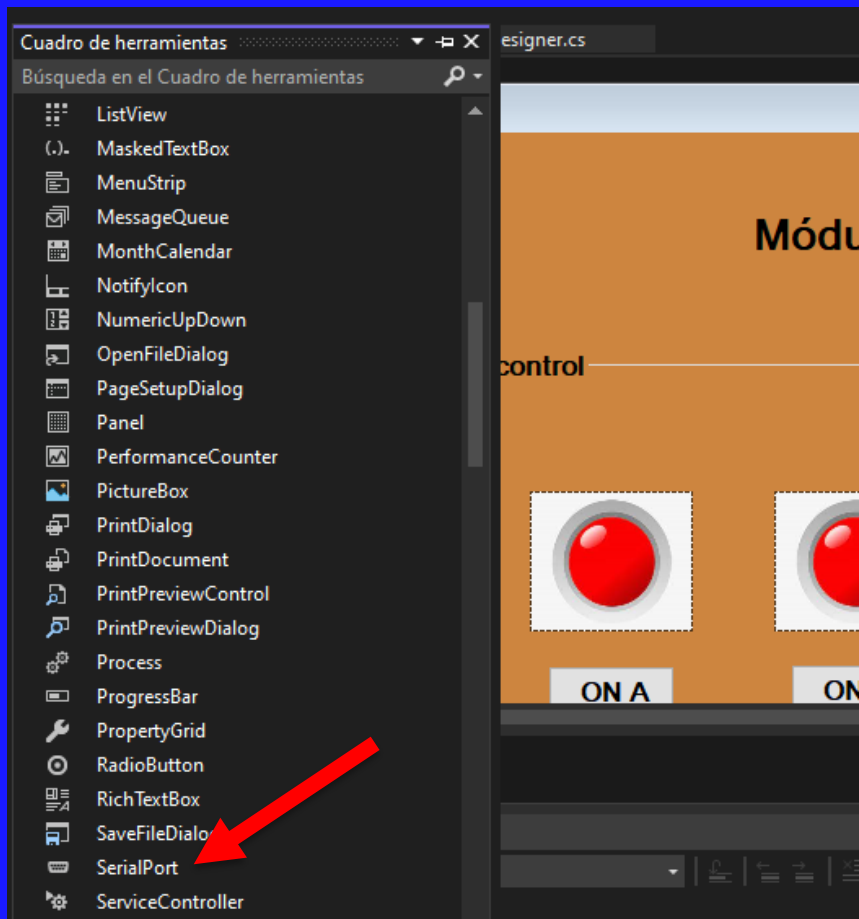 Cuadro de herramientas
esigner.cs
Búsqueda en el Cuadro de herramientas
ListView
MaskedTextBox
MenuStrip
MessageQueue
MonthCalendar
NotifyIcon
NumericUpDown
OpenFileDialog
PageSetupDialog
Panel
PerformanceCounter
PictureBox
PrintDialog
PrintDocument
PrintPreviewControl
PrintPreviewDialog
Process
ProgressBar
PropertyGrid
RadioButton
RichTextBox
SaveFileDialo
SerialPort
ServiceController
Módu
control
ON A
ON